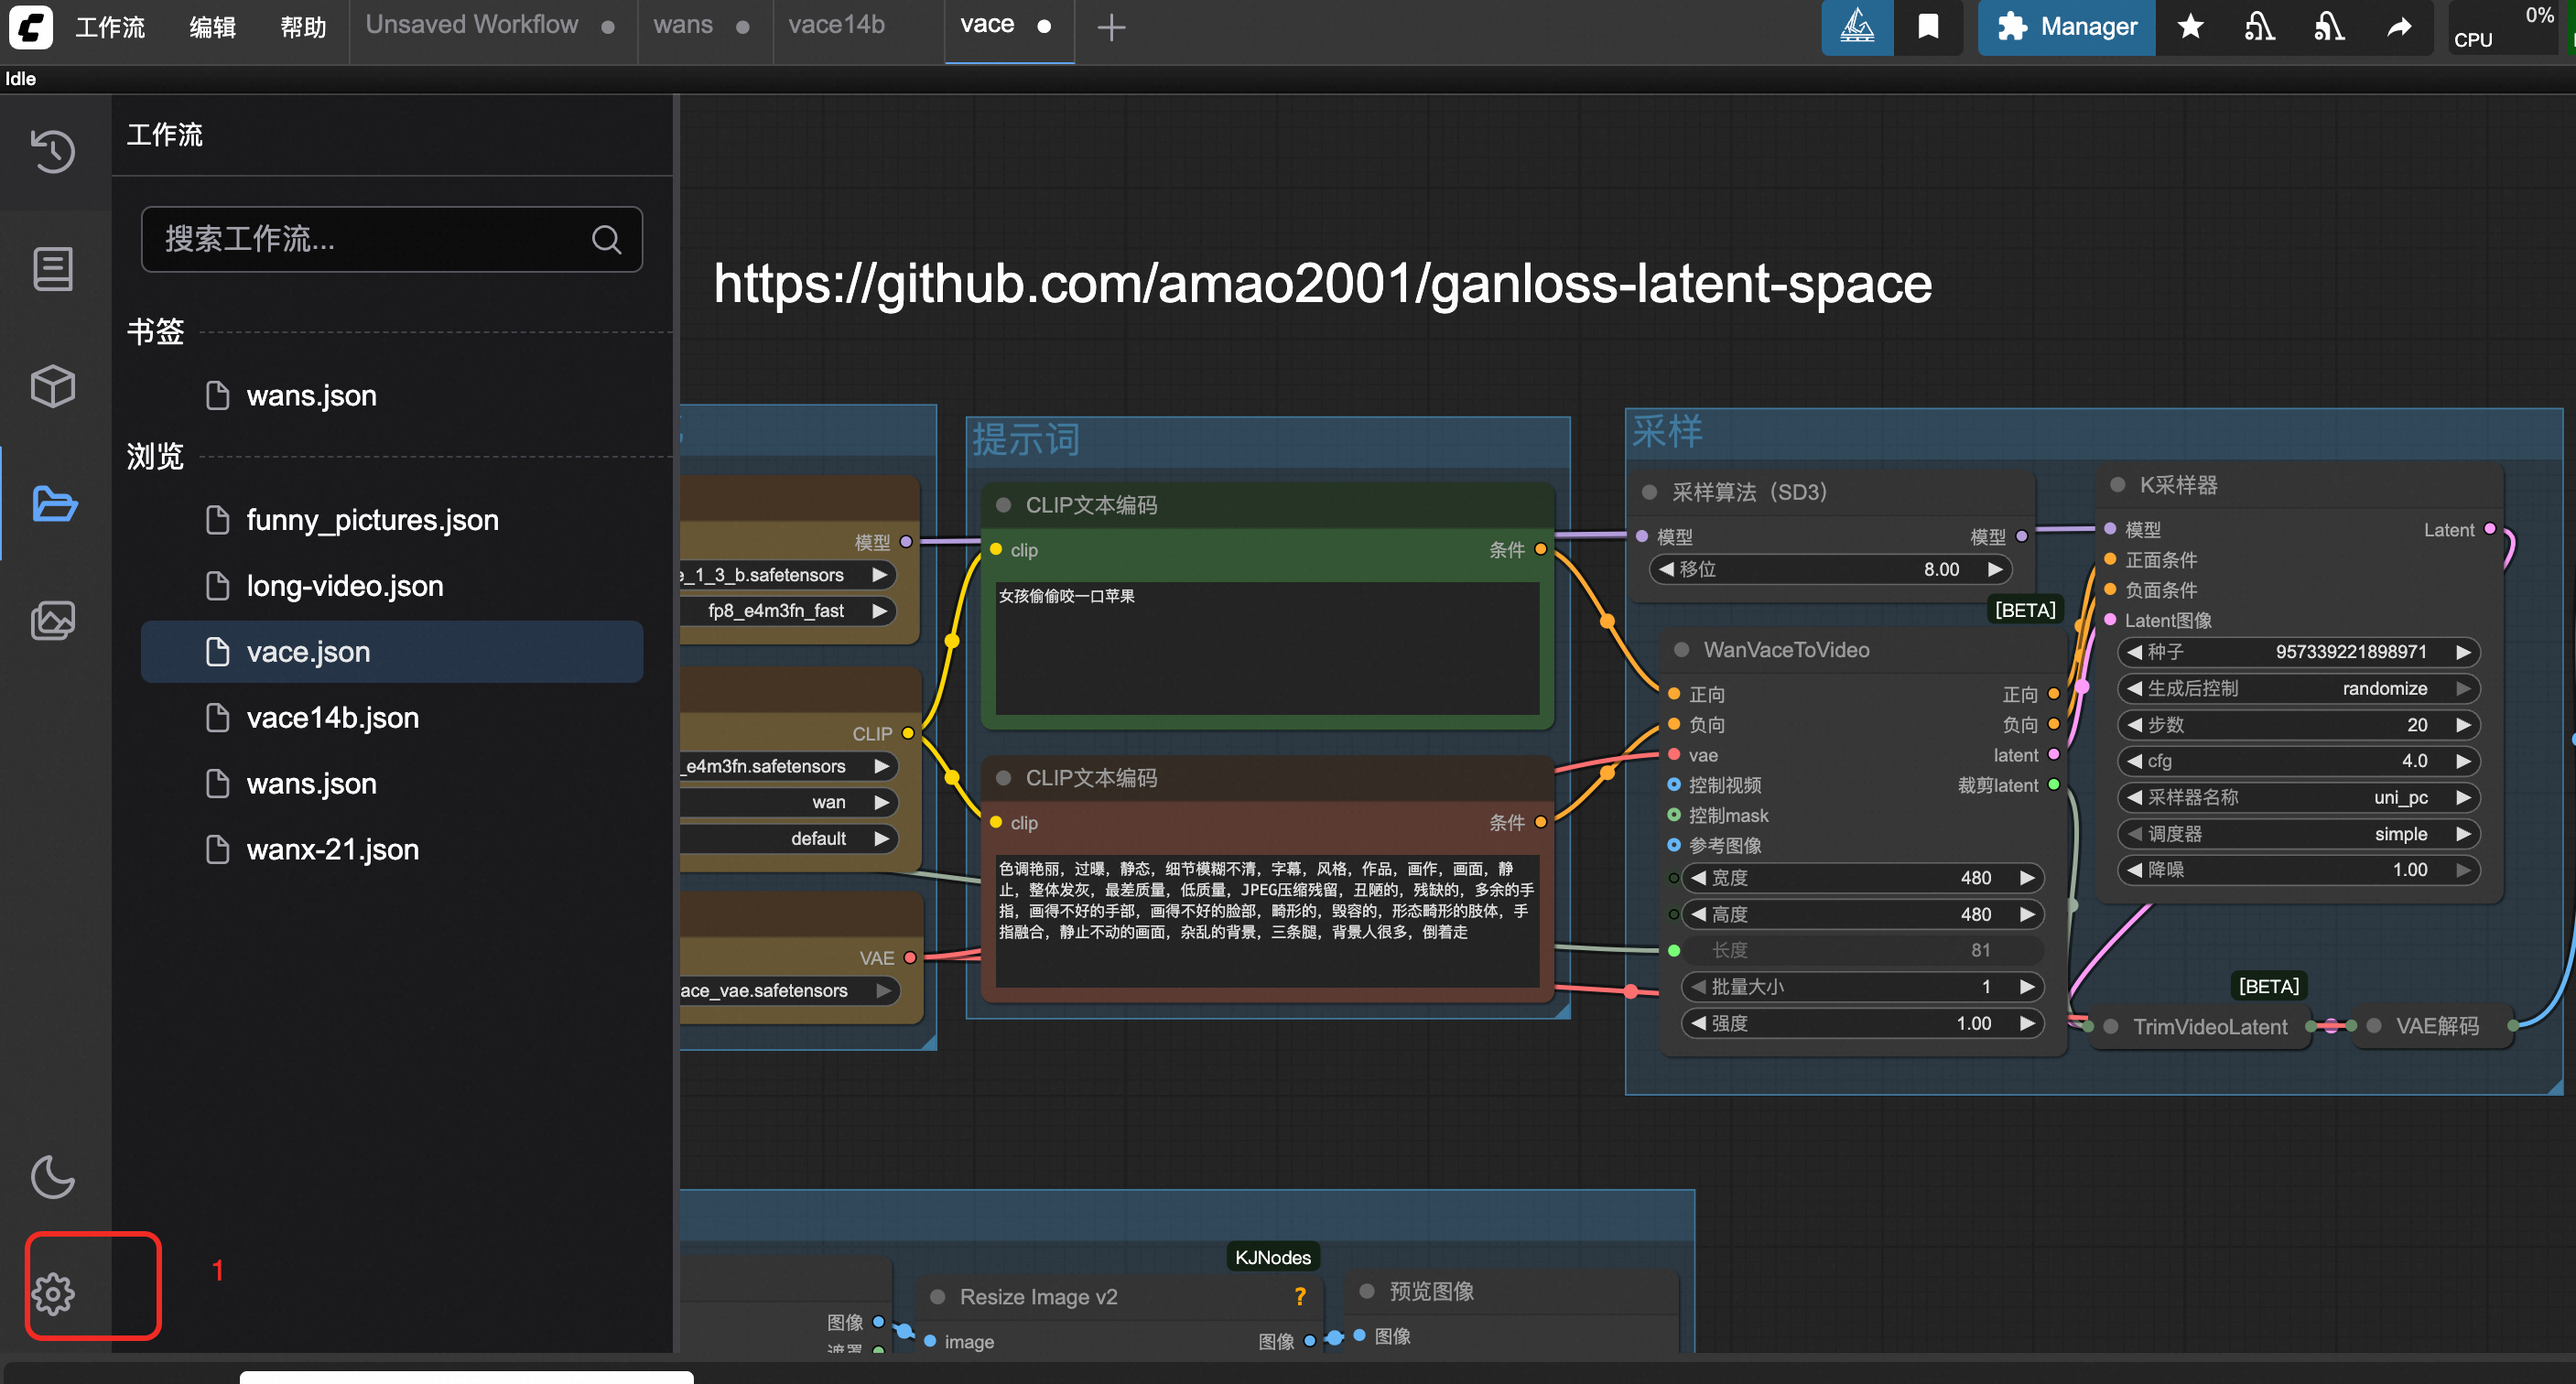 工作流 编辑 帮助 Unsaved Workflow wans vace14b vace Manager 0% CPU
Idle
工作流
搜索工作流...
书签
wans.json
浏览
funny_pictures.json
long-video.json
vace.json
vace14b.json
wans.json
wanx-21.json
1
https://github.com/amao2001/ganloss-latent-space
模型
e_1_3_b.safetensors
fp8_e4m3fn_fast
CLIP
_e4m3fn.safetensors
wan
default
VAE
ace_vae.safetensors
提示词
CLIP文本编码
clip 条件
女孩偷偷咬一口苹果
CLIP文本编码
clip 条件
色调艳丽，过曝，静态，细节模糊不清，字幕，风格，作品，画作，画面，静
止，整体发灰，最差质量，低质量，JPEG压缩残留，丑陋的，残缺的，多余的手
指，画得不好的手部，画得不好的脸部，畸形的，毁容的，形态畸形的肢体，手
指融合，静止不动的画面，杂乱的背景，三条腿，背景人很多，倒着走
采样
采样算法（SD3）
模型 模型
移位 8.00
[BETA]
WanVaceToVideo
正向 正向
负向 负向
vae latent
控制视频 裁剪latent
控制mask
参考图像
宽度 480
高度 480
长度 81
批量大小 1
强度 1.00
K采样器
模型 Latent
正面条件
负面条件
Latent图像
种子 957339221898971
生成后控制 randomize
步数 20
cfg 4.0
采样器名称 uni_pc
调度器 simple
降噪 1.00
[BETA]
TrimVideoLatent
VAE解码
图像
遮罩
KJNodes
Resize Image v2 ?
image 图像
预览图像
图像